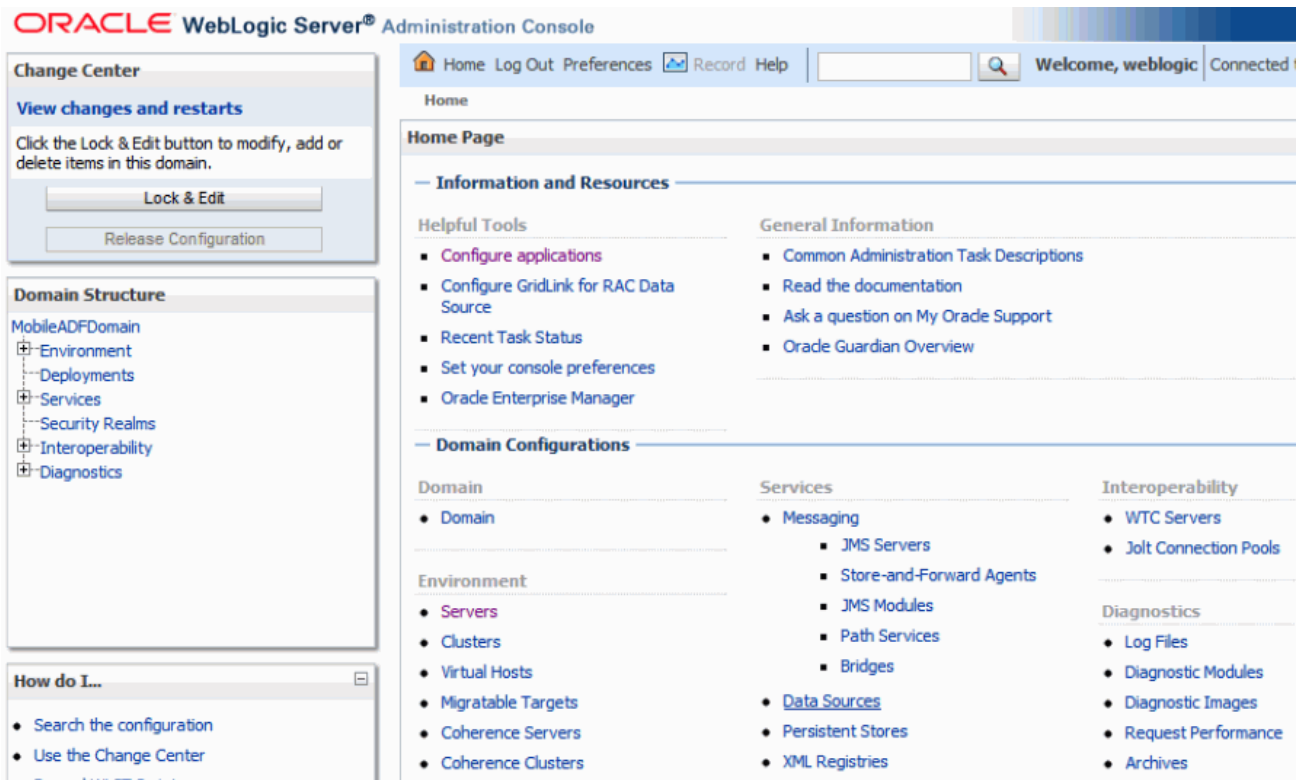 ORACLE WebLogic Server® Administration Console
Change Center
View changes and restarts
Click the Lock & Edit button to modify, add or
delete items in this domain.
Lock & Edit
Release Configuration
Domain Structure
MobileADFDomain
Environment
Deployments
Services
Security Realms
Interoperability
Diagnostics
How do I...
Search the configuration
Use the Change Center
Home Log Out Preferences Record Help
Welcome, weblogic Connected
Home
Home Page
Information and Resources
Helpful Tools
Configure applications
Configure GridLink for RAC Data
Source
Recent Task Status
Set your console preferences
Oracle Enterprise Manager
General Information
Common Administration Task Descriptions
Read the documentation
Ask a question on My Oracle Support
Oracle Guardian Overview
Domain Configurations
Domain
Domain
Environment
Servers
Clusters
Virtual Hosts
Migratable Targets
Coherence Servers
Coherence Clusters
Services
Messaging
JMS Servers
Store-and-Forward Agents
JMS Modules
Path Services
Bridges
Data Sources
Persistent Stores
XML Registries
Interoperability
WTC Servers
Jolt Connection Pools
Diagnostics
Log Files
Diagnostic Modules
Diagnostic Images
Request Performance
Archives